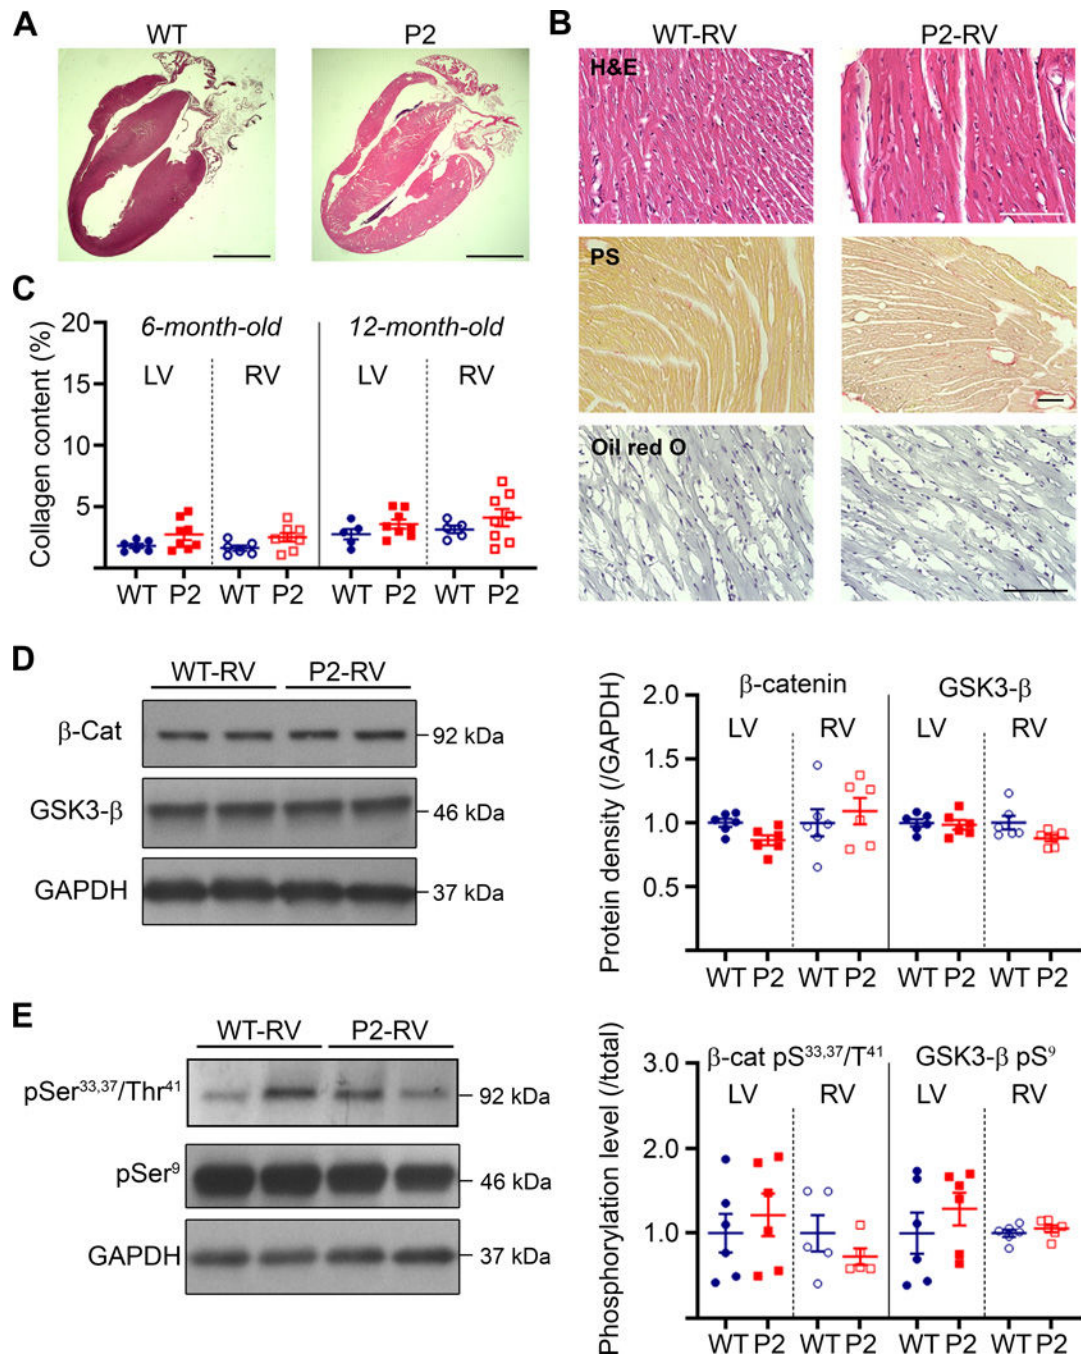 A
WT
P2
B
WT-RV
P2-RV
H&E
PS
Oil red O
C
Collagen content (%)
20
15
10
5
6-month-old
12-month-old
LV
RV
LV
RV
WT P2 WT P2 WT P2 WT P2
D
WT-RV
P2-RV
β-Cat
92 kDa
GSK3-β
46 kDa
GAPDH
37 kDa
Protein density (/GAPDH)
2.0
1.5
1.0
0.5
β-catenin
GSK3-β
LV
RV
LV
RV
WT P2 WT P2 WT P2 WT P2
E
WT-RV
P2-RV
pSer³³,³⁷/Thr⁴¹
92 kDa
pSer⁹
46 kDa
GAPDH
37 kDa
Phosphorylation level (/total)
3.0
2.0
1.0
β-cat pS³³,³⁷/T⁴¹
GSK3-β pS⁹
LV
RV
LV
RV
WT P2 WT P2 WT P2 WT P2